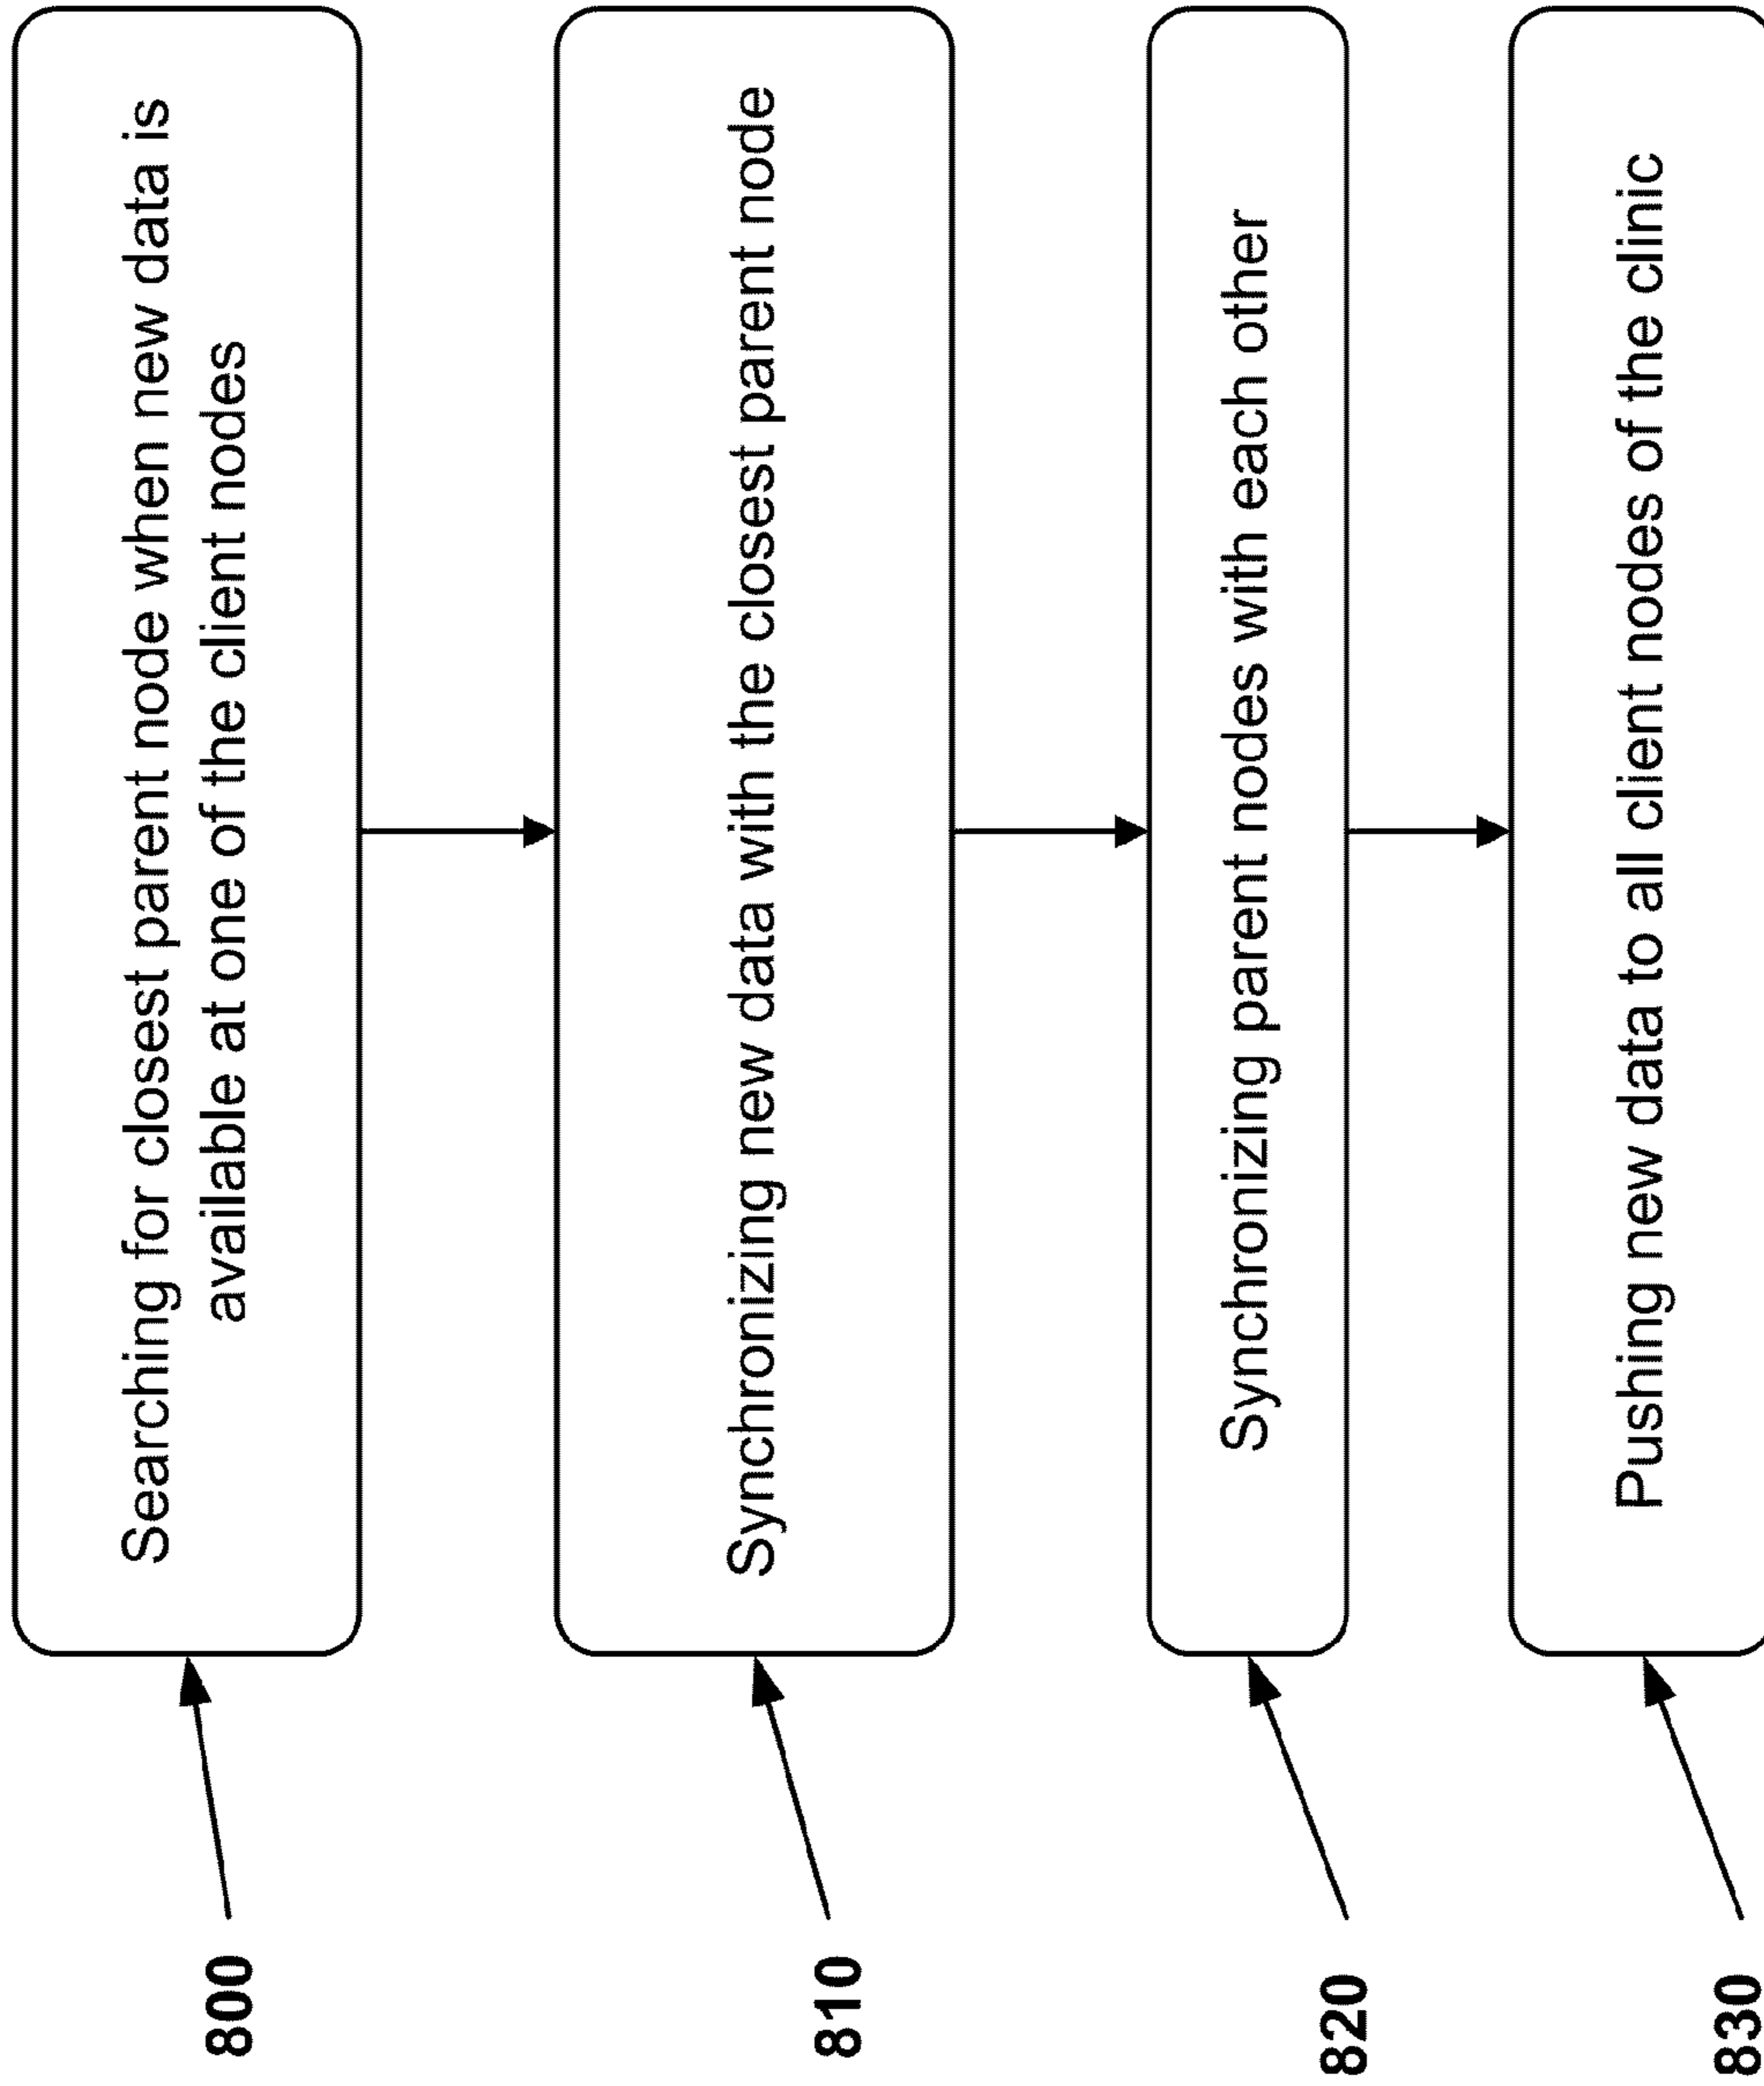 800
Searching for closest parent node when new data is
available at one of the client nodes
810
Synchronizing new data with the closest parent node
820
Synchronizing parent nodes with each other
830
Pushing new data to all client nodes of the clinic